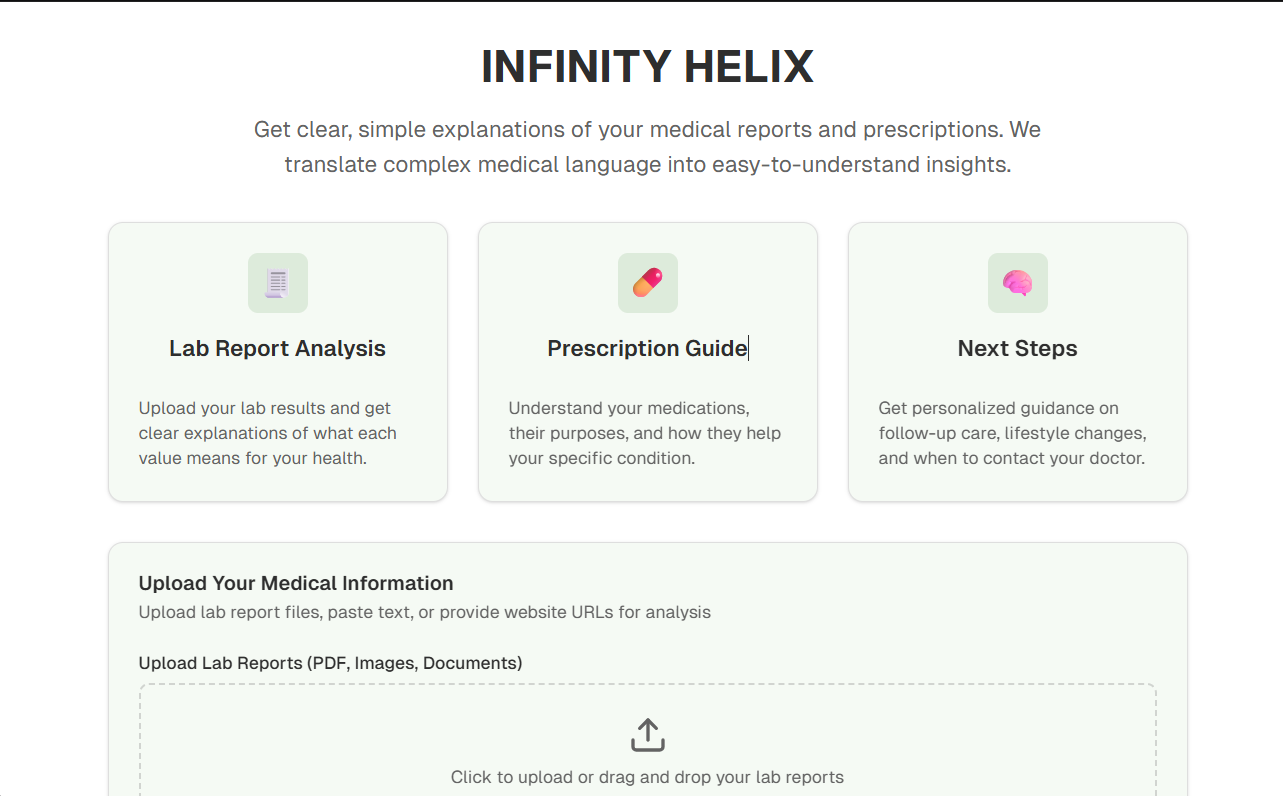 INFINITY HELIX
Get clear, simple explanations of your medical reports and prescriptions. We
translate complex medical language into easy-to-understand insights.
Lab Report Analysis
Upload your lab results and get
clear explanations of what each
value means for your health.
Prescription Guide
Understand your medications,
their purposes, and how they help
your specific condition.
Next Steps
Get personalized guidance on
follow-up care, lifestyle changes,
and when to contact your doctor.
Upload Your Medical Information
Upload lab report files, paste text, or provide website URLs for analysis
Upload Lab Reports (PDF, Images, Documents)
Click to upload or drag and drop your lab reports